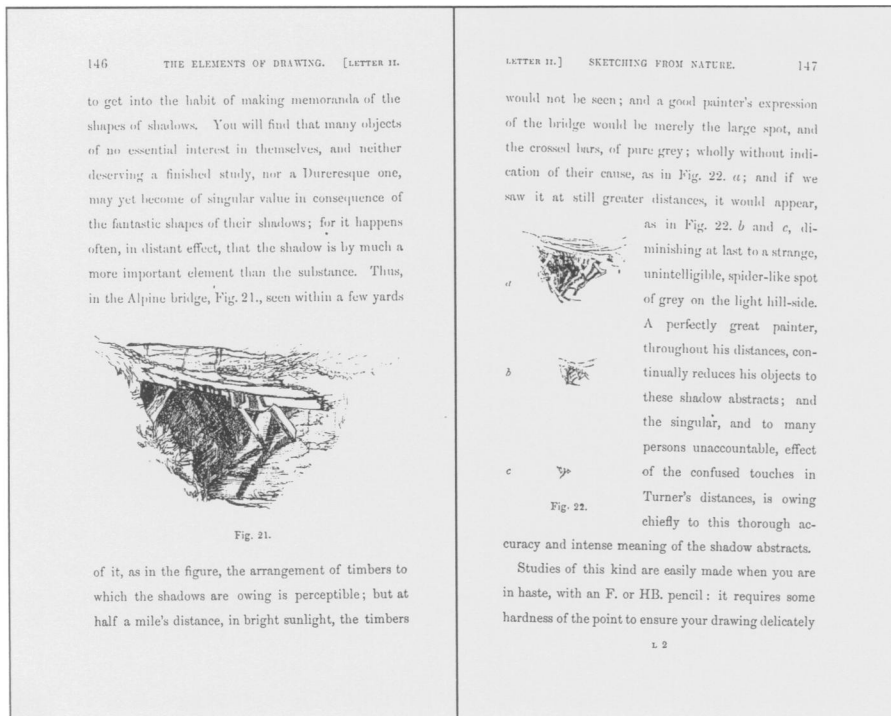 146 THE ELEMENTS OF DRAWING. [LETTER II.
to get into the habit of making memoranda of the
shapes of shadows. You will find that many objects
of no essential interest in themselves, and neither
deserving a finished study, nor a Dureresque one,
may yet become of singular value in consequence of
the fantastic shapes of their shadows; for it happens
often, in distant effect, that the shadow is by much a
more important element than the substance. Thus,
in the Alpine bridge, Fig. 21., seen within a few yards
Fig. 21.
of it, as in the figure, the arrangement of timbers to
which the shadows are owing is perceptible; but at
half a mile's distance, in bright sunlight, the timbers
LETTER II.] SKETCHING FROM NATURE. 147
would not be seen; and a good painter's expression
of the bridge would be merely the large spot, and
the crossed bars, of pure grey; wholly without indi-
cation of their cause, as in Fig. 22. a; and if we
saw it at still greater distances, it would appear,
as in Fig. 22. b and c, di-
minishing at last to a strange,
unintelligible, spider-like spot
of grey on the light hill-side.
A perfectly great painter,
throughout his distances, con-
tinually reduces his objects to
these shadow abstracts; and
the singular, and to many
persons unaccountable, effect
of the confused touches in
Turner's distances, is owing
chiefly to this thorough ac-
a
b
c
Fig. 22.
curacy and intense meaning of the shadow abstracts.
Studies of this kind are easily made when you are
in haste, with an F. or HB. pencil: it requires some
hardness of the point to ensure your drawing delicately
L 2